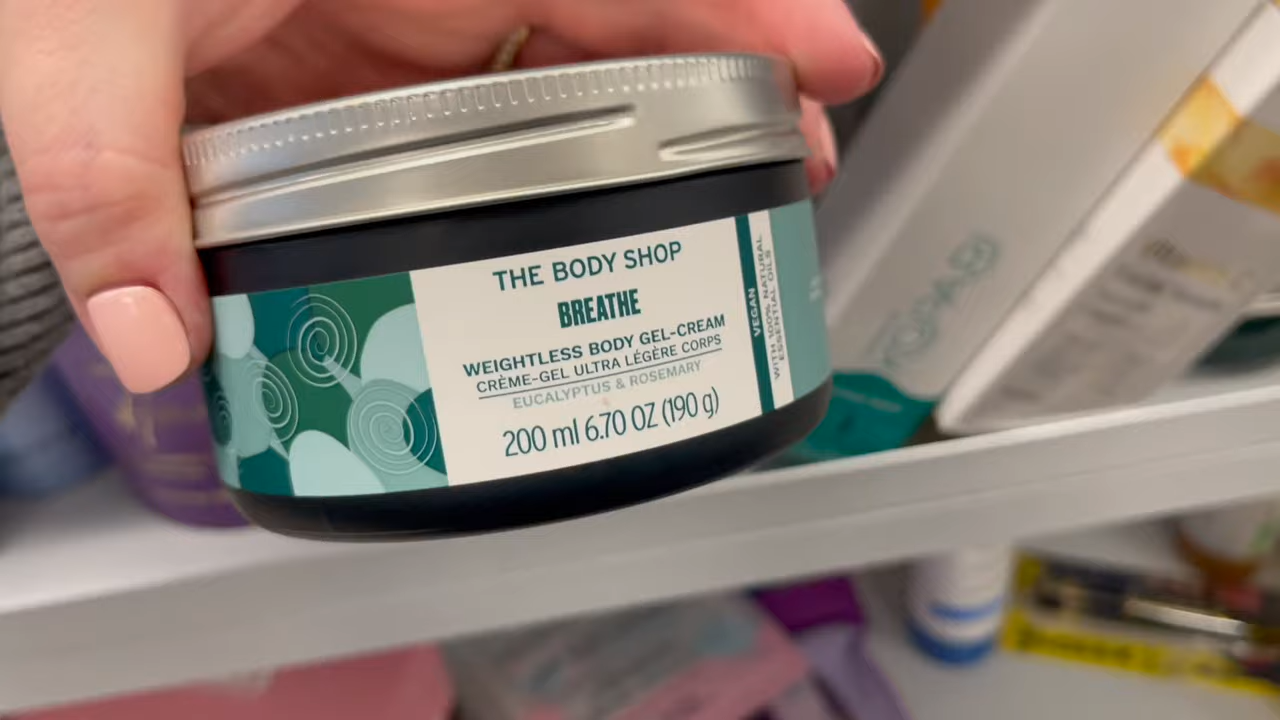 THE BODY SHOP
BREATHE
WEIGHTLESS BODY GEL-CREAM
CRÈME-GEL ULTRA LÉGÈRE CORPS
EUCALYPTUS & ROSEMARY
200 ml 6.70 OZ (190 g)
VEGAN
WITH 100% NATURAL
ESSENTIAL OILS